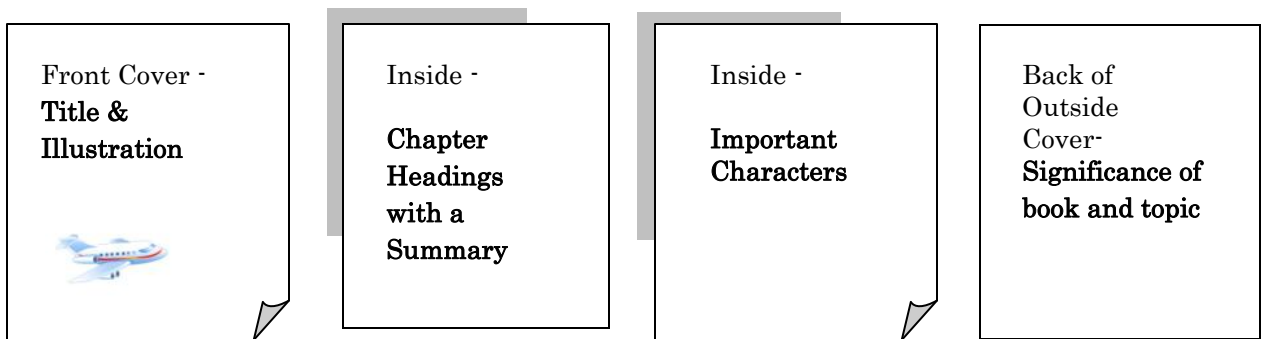 Front Cover -
Title &
Illustration
Inside -
Chapter
Headings
with a
Summary
Inside -
Important
Characters
Back of
Outside
Cover-
Significance of
book and topic